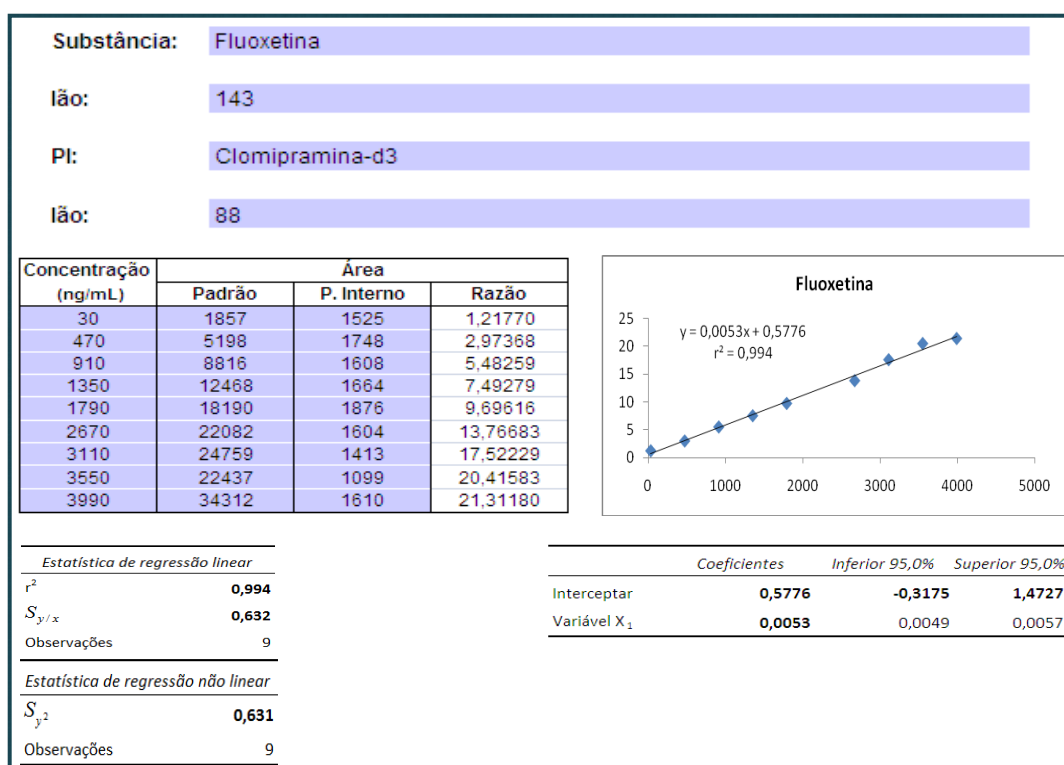 Substância: Fluoxetina
Ião: 143
PI: Clomipramina-d3
Ião: 88
Concentração Área
(ng/mL) Padrão P. Interno Razão
30 1857 1525 1,21770
470 5198 1748 2,97368
910 8816 1608 5,48259
1350 12468 1664 7,49279
1790 18190 1876 9,69616
2670 22082 1604 13,76683
3110 24759 1413 17,52229
3550 22437 1099 20,41583
3990 34312 1610 21,31180
Fluoxetina
y = 0,0053x + 0,5776
r² = 0,994
25
20
15
10
5
0
0 1000 2000 3000 4000 5000
Estatística de regressão linear
r² 0,994
S y/x 0,632
Observações 9
Estatística de regressão não linear
S y² 0,631
Observações 9
Coeficientes Inferior 95,0% Superior 95,0%
Interceptar 0,5776 -0,3175 1,4727
Variável X 1 0,0053 0,0049 0,0057